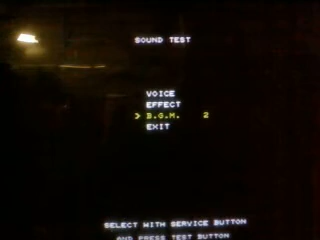 SOUND TEST
VOICE
EFFECT
> B.G.M. 2
EXIT
SELECT WITH SERVICE BUTTON
AND PRESS TEST BUTTON